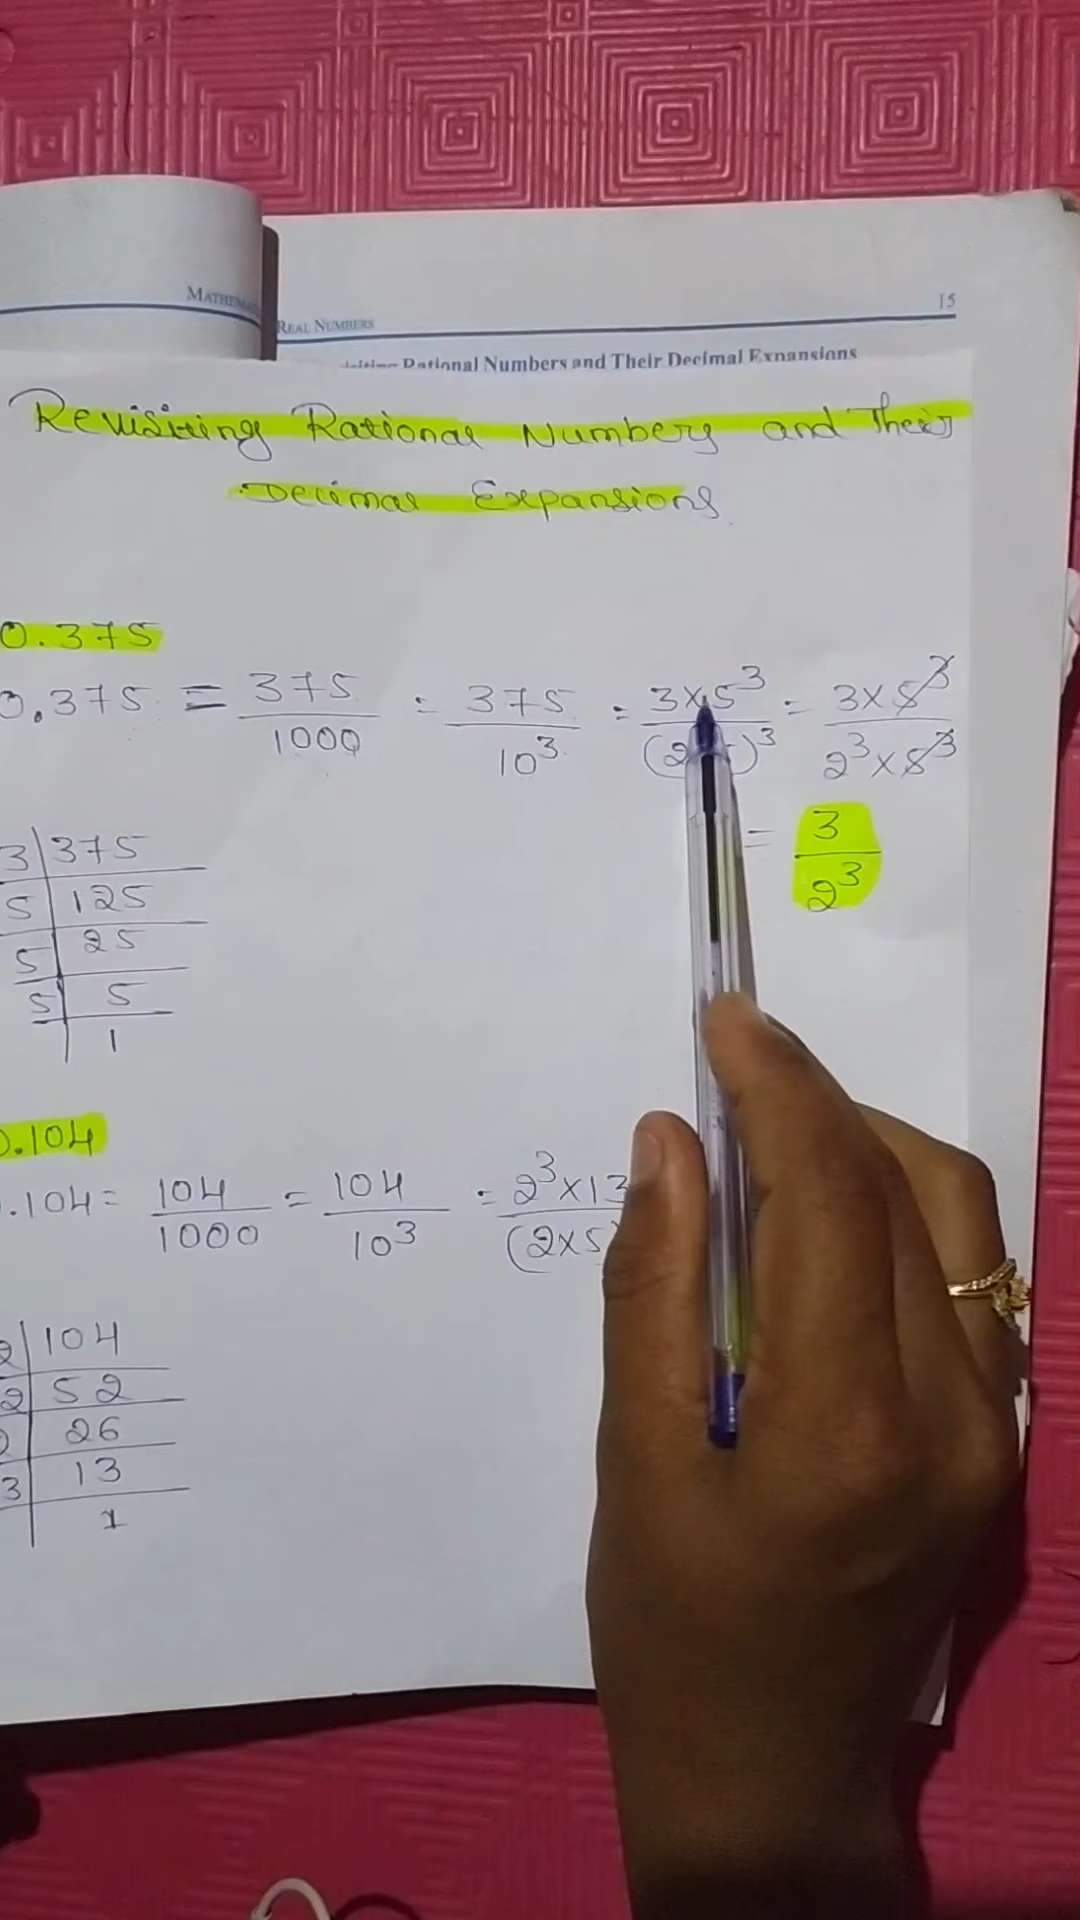 15
REAL NUMBERS
Rational Numbers and Their Decimal Expansions
Revisiting Rational Numbers and Their
Decimal Expansions
0.375
0.375 = 375/1000 = 375/10³ = 3×5³/(2 )³ = 3×5³/2³×5³
= 3/2³
3 | 375
5 | 125
5 | 25
5 | 5
1
0.104
.104 = 104/1000 = 104/10³ = 2³×13/(2×5
2 | 104
2 | 52
2 | 26
3 | 13
1